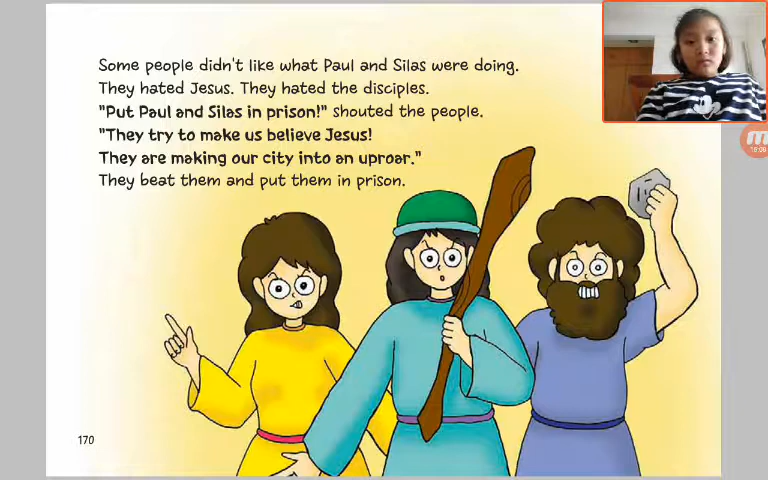 Some people didn't like what Paul and Silas were doing.
They hated Jesus. They hated the disciples.
"Put Paul and Silas in prison!" shouted the people.
"They try to make us believe Jesus!
They are making our city into an uproar."
They beat them and put them in prison.
170